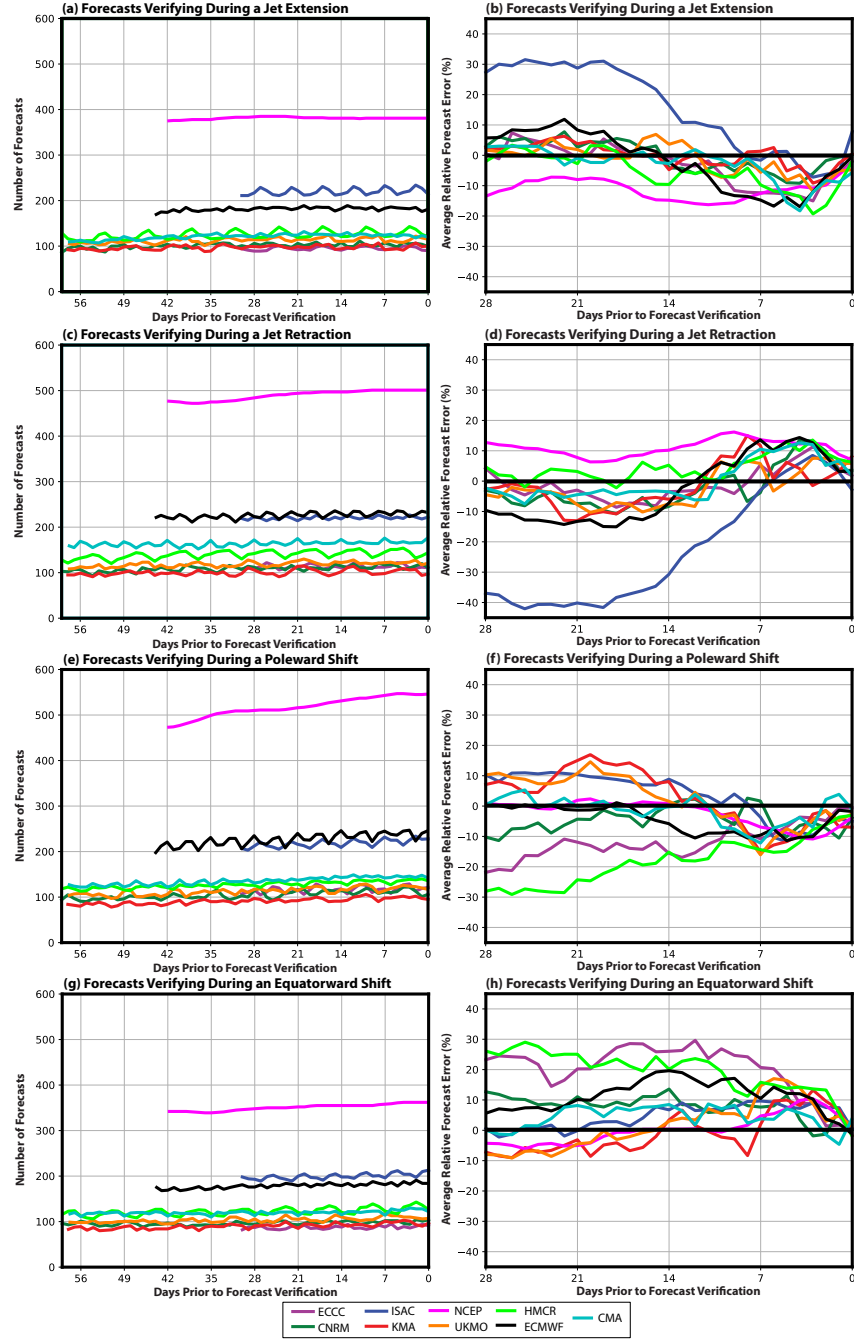 (a) Forecasts Verifying During a Jet Extension
(b) Forecasts Verifying During a Jet Extension
Number of Forecasts
600
500
400
300
200
100
0
56 49 42 35 28 21 14 7 0
Days Prior to Forecast Verification
Average Relative Forecast Error (%)
40
30
20
10
0
−10
−20
−30
−40
28 21 14 7 0
Days Prior to Forecast Verification
(c) Forecasts Verifying During a Jet Retraction
(d) Forecasts Verifying During a Jet Retraction
Number of Forecasts
600
500
400
300
200
100
0
56 49 42 35 28 21 14 7 0
Days Prior to Forecast Verification
Average Relative Forecast Error (%)
40
30
20
10
0
−10
−20
−30
−40
28 21 14 7 0
Days Prior to Forecast Verification
(e) Forecasts Verifying During a Poleward Shift
(f) Forecasts Verifying During a Poleward Shift
Number of Forecasts
600
500
400
300
200
100
0
56 49 42 35 28 21 14 7 0
Days Prior to Forecast Verification
Average Relative Forecast Error (%)
40
30
20
10
0
−10
−20
−30
−40
28 21 14 7 0
Days Prior to Forecast Verification
(g) Forecasts Verifying During an Equatorward Shift
(h) Forecasts Verifying During an Equatorward Shift
Number of Forecasts
600
500
400
300
200
100
0
56 49 42 35 28 21 14 7 0
Days Prior to Forecast Verification
Average Relative Forecast Error (%)
40
30
20
10
0
−10
−20
−30
−40
28 21 14 7 0
Days Prior to Forecast Verification
ECCC ISAC NCEP HMCR CMA
CNRM KMA UKMO ECMWF